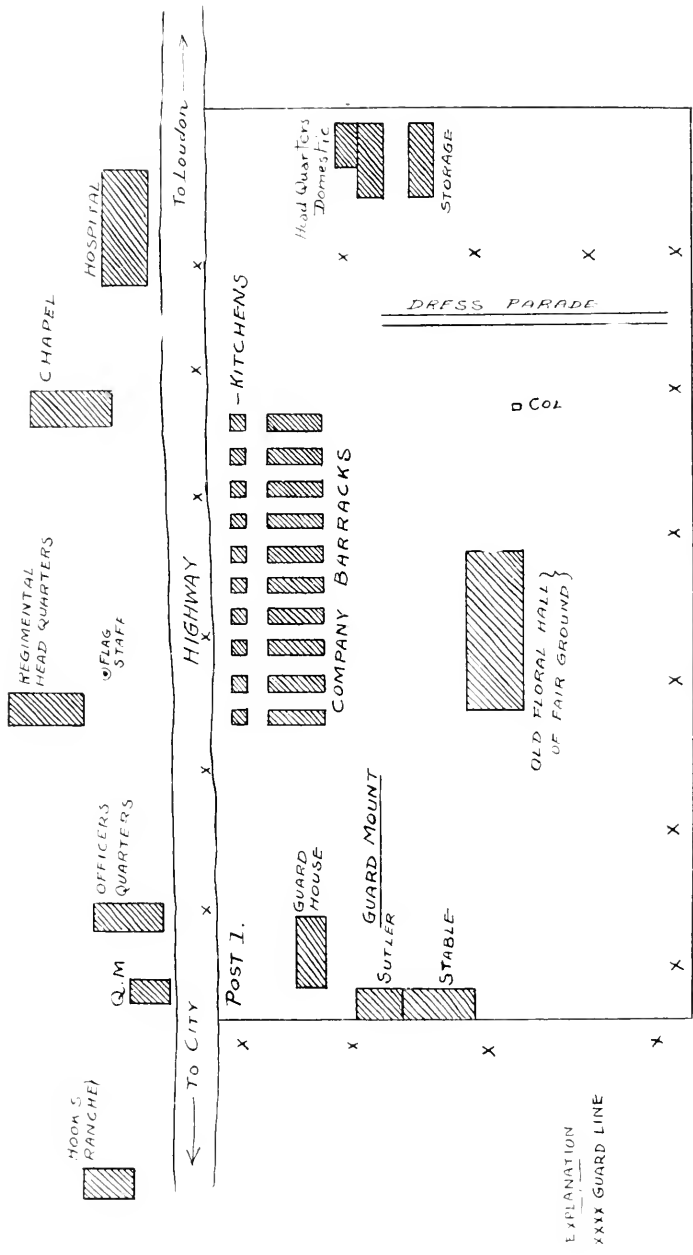 HOOK'S
RANCHE)
Q.M
OFFICERS
QUARTERS
REGIMENTAL
HEAD QUARTERS
FLAG
STAFF
CHAPEL
HOSPITAL
← TO CITY
HIGHWAY
To Loudon →
POST 1.
GUARD
HOUSE
GUARD MOUNT
SUTLER
STABLE
– KITCHENS
COMPANY BARRACKS
Head Quarters
Domestic
STORAGE
DRESS PARADE
COL
OLD FLORAL HALL }
OF FAIR GROUND }
EXPLANATION
XXXX GUARD LINE